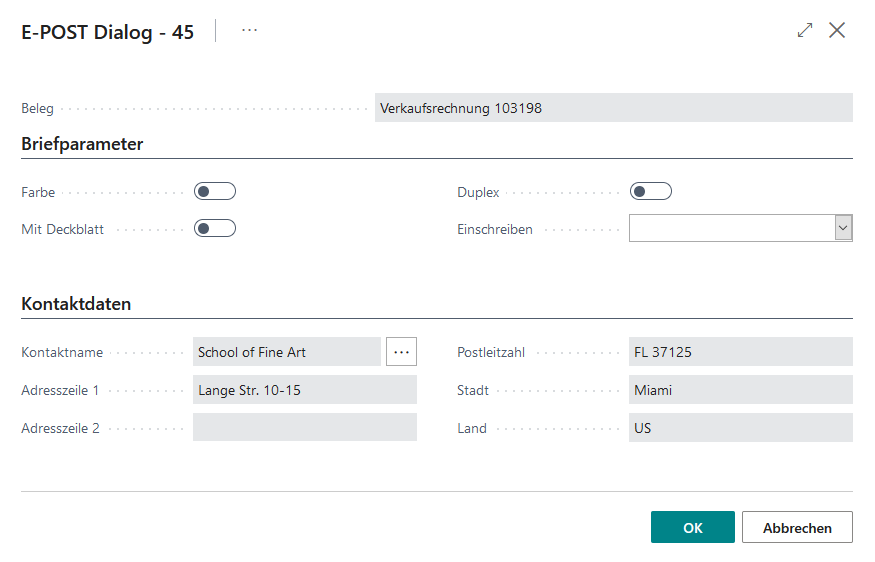 E-POST Dialog - 45
Beleg Verkaufsrechnung 103198
Briefparameter
Farbe Duplex
Mit Deckblatt Einschreiben
Kontaktdaten
Kontaktname School of Fine Art Postleitzahl FL 37125
Adresszeile 1 Lange Str. 10-15 Stadt Miami
Adresszeile 2 Land US
OK Abbrechen